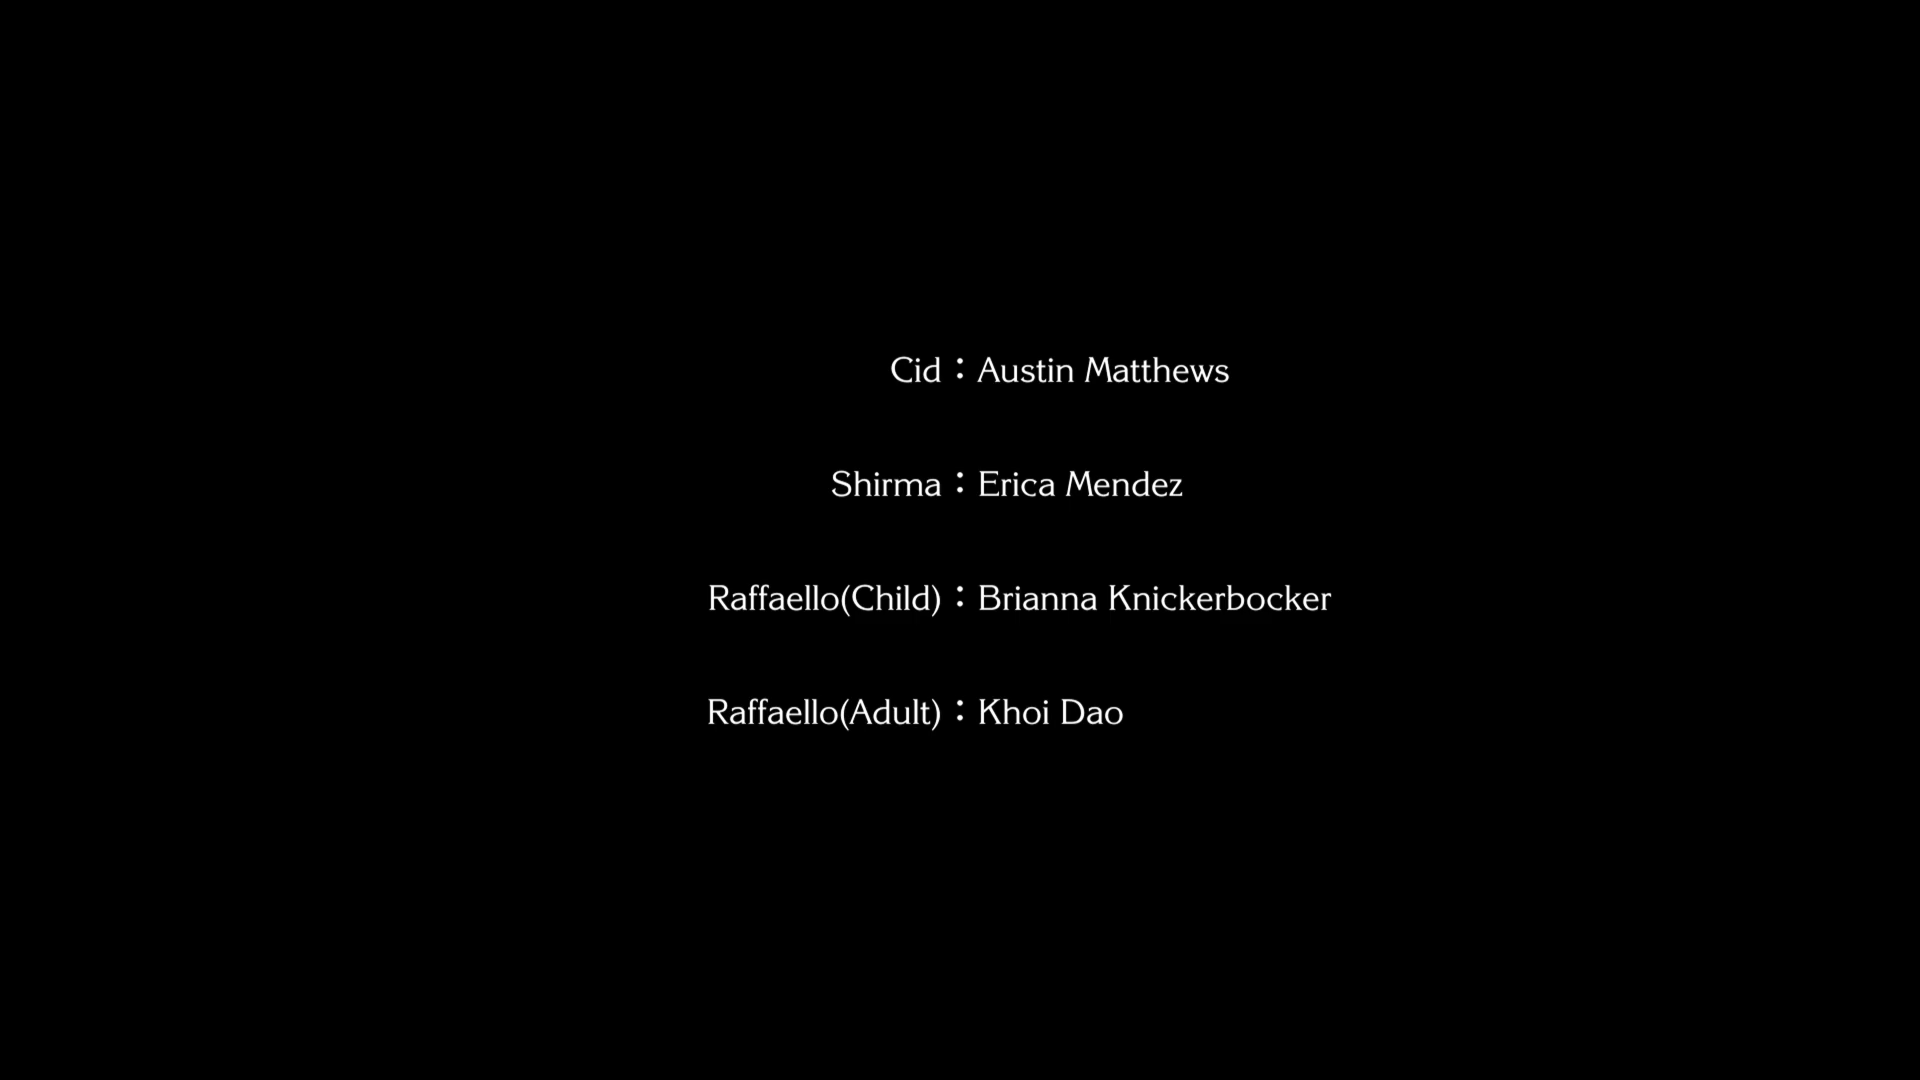 Cid：Austin Matthews
Shirma：Erica Mendez
Raffaello(Child)：Brianna Knickerbocker
Raffaello(Adult)：Khoi Dao